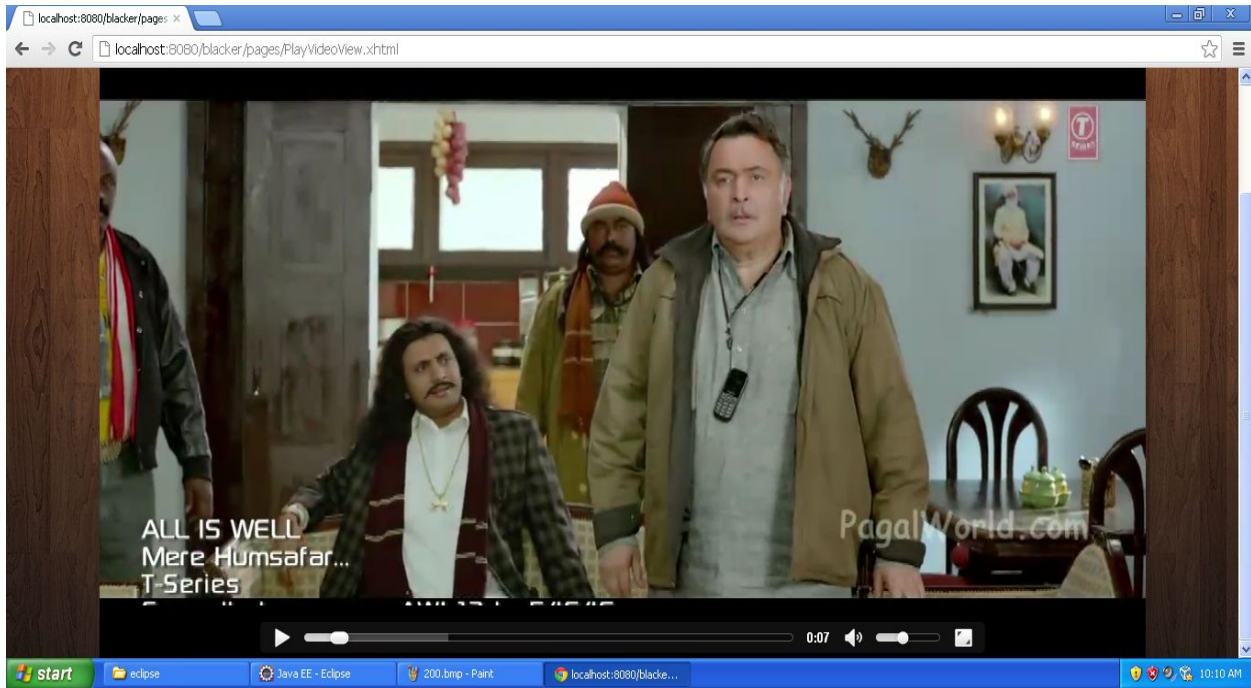 localhost:8080/blacker/pages
localhost:8080/blacker/pages/PlayVideoView.xhtml
T
SERIES
PagalWorld.com
ALL IS WELL
Mere Humsafar...
T-Series
0:07
start
eclipse
Java EE - Eclipse
200.bmp - Paint
localhost:8080/blacke...
10:10 AM